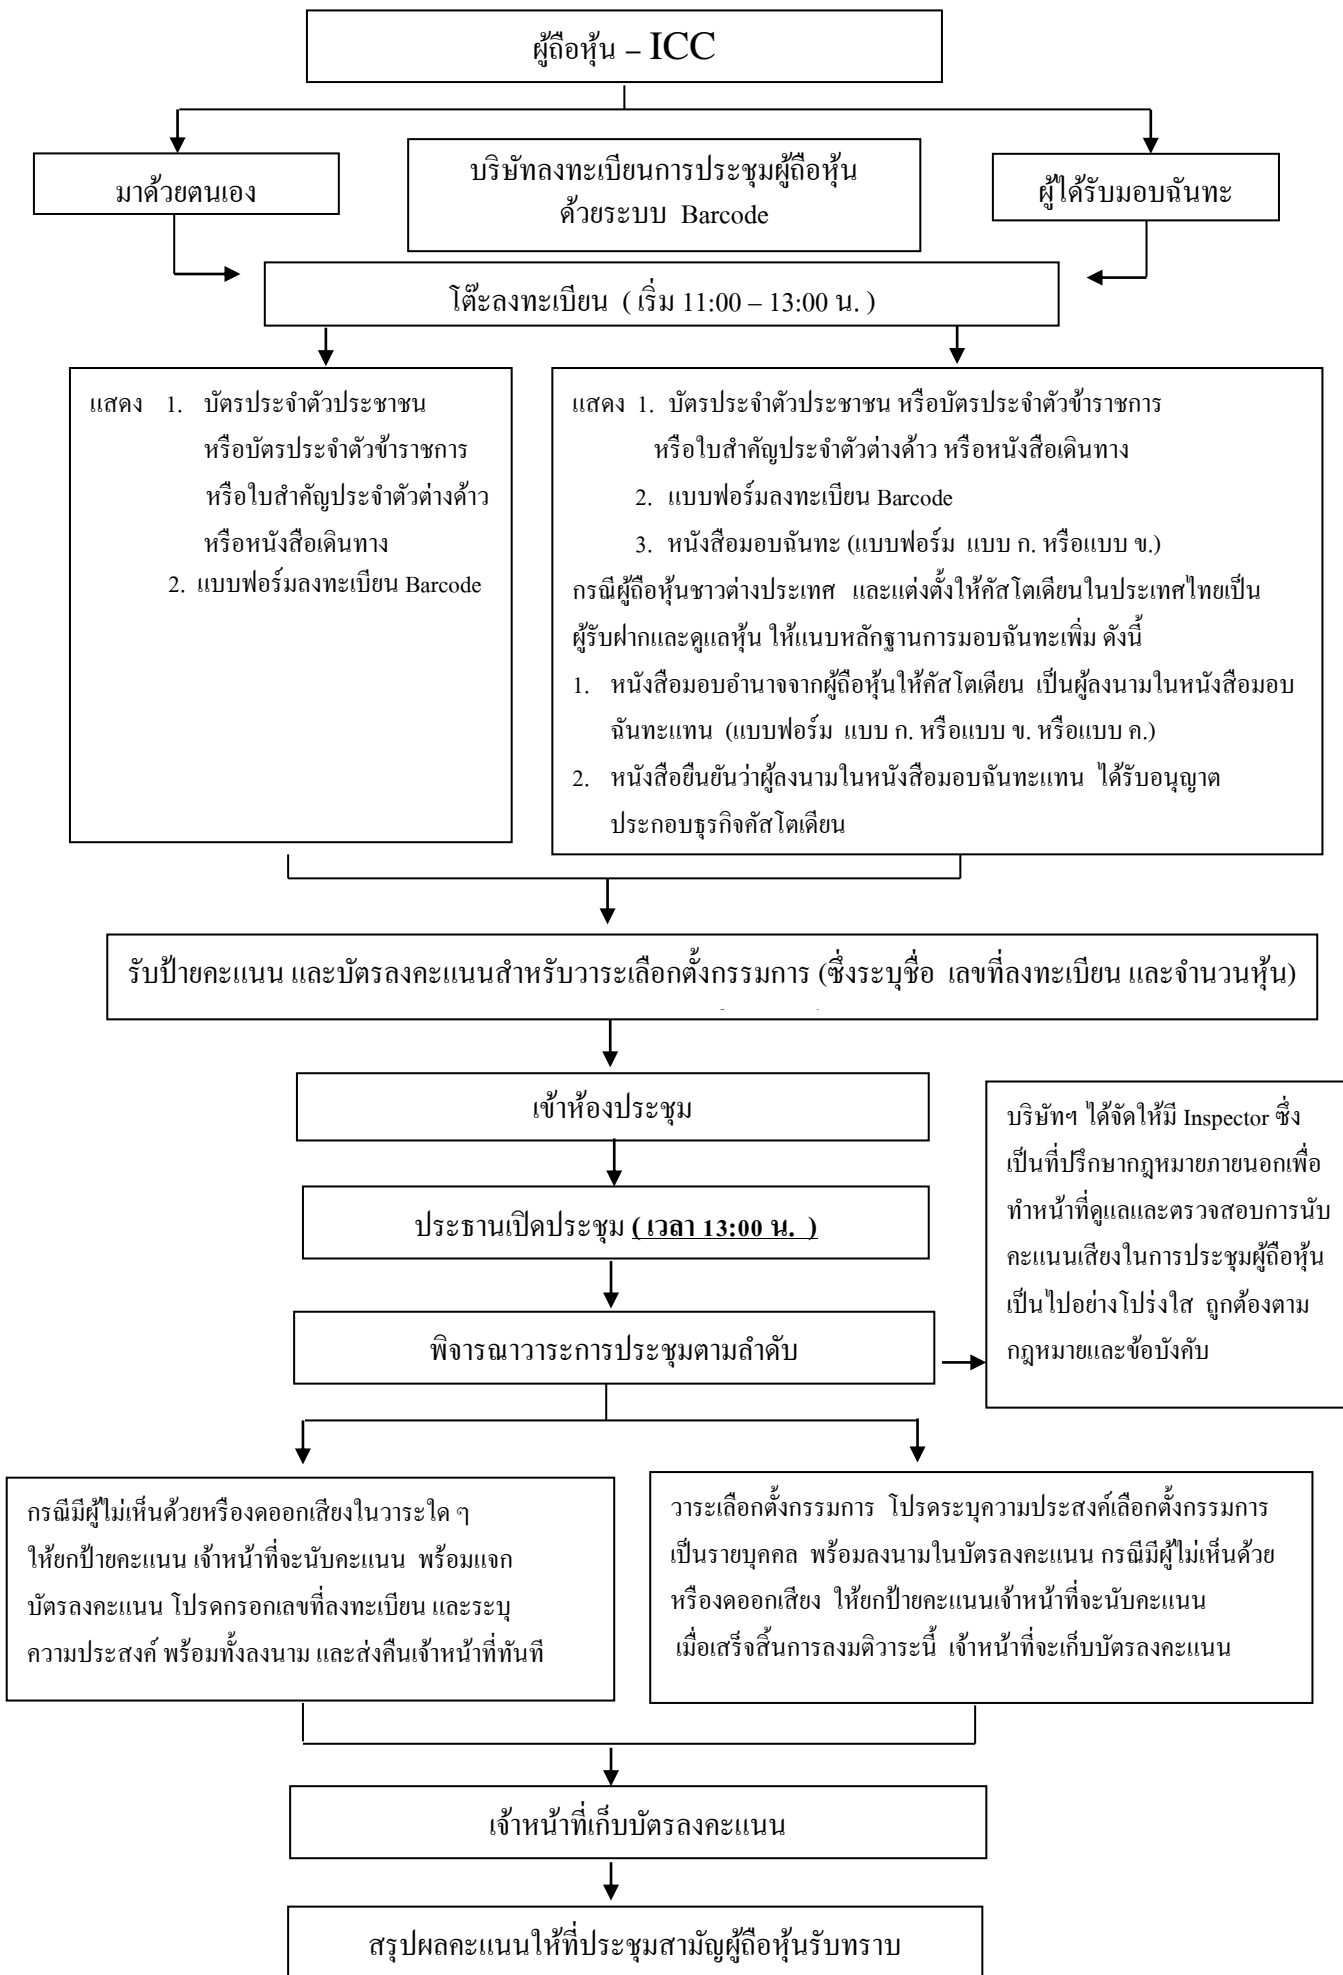 ผู้ถือหุ้น – ICC
มาด้วยตนเอง
บริษัทลงทะเบียนการประชุมผู้ถือหุ้น
ด้วยระบบ Barcode
ผู้ได้รับมอบฉันทะ
โต๊ะลงทะเบียน ( เริ่ม 11:00 – 13:00 น. )
แสดง 1. บัตรประจำตัวประชาชน
หรือบัตรประจำตัวข้าราชการ
หรือใบสำคัญประจำตัวต่างด้าว
หรือหนังสือเดินทาง
2. แบบฟอร์มลงทะเบียน Barcode
แสดง 1. บัตรประจำตัวประชาชน หรือบัตรประจำตัวข้าราชการ
หรือใบสำคัญประจำตัวต่างด้าว หรือหนังสือเดินทาง
2. แบบฟอร์มลงทะเบียน Barcode
3. หนังสือมอบฉันทะ (แบบฟอร์ม แบบ ก. หรือแบบ ข.)
กรณีผู้ถือหุ้นชาวต่างประเทศ และแต่งตั้งให้คัสโตเดียนในประเทศไทยเป็น
ผู้รับฝากและดูแลหุ้น ให้แนบหลักฐานการมอบฉันทะเพิ่ม ดังนี้
1. หนังสือมอบอำนาจจากผู้ถือหุ้นให้คัสโตเดียน เป็นผู้ลงนามในหนังสือมอบ
ฉันทะแทน (แบบฟอร์ม แบบ ก. หรือแบบ ข. หรือแบบ ค.)
2. หนังสือยืนยันว่าผู้ลงนามในหนังสือมอบฉันทะแทน ได้รับอนุญาต
ประกอบธุรกิจคัสโตเดียน
รับป้ายคะแนน และบัตรลงคะแนนสำหรับวาระเลือกตั้งกรรมการ (ซึ่งระบุชื่อ เลขที่ลงทะเบียน และจำนวนหุ้น)
เข้าห้องประชุม
ประธานเปิดประชุม ( เวลา 13:00 น. )
พิจารณาวาระการประชุมตามลำดับ
บริษัทฯ ได้จัดให้มี Inspector ซึ่ง
เป็นที่ปรึกษากฎหมายภายนอกเพื่อ
ทำหน้าที่ดูแลและตรวจสอบการนับ
คะแนนเสียงในการประชุมผู้ถือหุ้น
เป็นไปอย่างโปร่งใส ถูกต้องตาม
กฎหมายและข้อบังคับ
กรณีมีผู้ไม่เห็นด้วยหรืองดออกเสียงในวาระใด ๆ
ให้ยกป้ายคะแนน เจ้าหน้าที่จะนับคะแนน พร้อมแจก
บัตรลงคะแนน โปรดกรอกเลขที่ลงทะเบียน และระบุ
ความประสงค์ พร้อมทั้งลงนาม และส่งคืนเจ้าหน้าที่ทันที
วาระเลือกตั้งกรรมการ โปรดระบุความประสงค์เลือกตั้งกรรมการ
เป็นรายบุคคล พร้อมลงนามในบัตรลงคะแนน กรณีมีผู้ไม่เห็นด้วย
หรืองดออกเสียง ให้ยกป้ายคะแนนเจ้าหน้าที่จะนับคะแนน
เมื่อเสร็จสิ้นการลงมติวาระนี้ เจ้าหน้าที่จะเก็บบัตรลงคะแนน
เจ้าหน้าที่เก็บบัตรลงคะแนน
สรุปผลคะแนนให้ที่ประชุมสามัญผู้ถือหุ้นรับทราบ